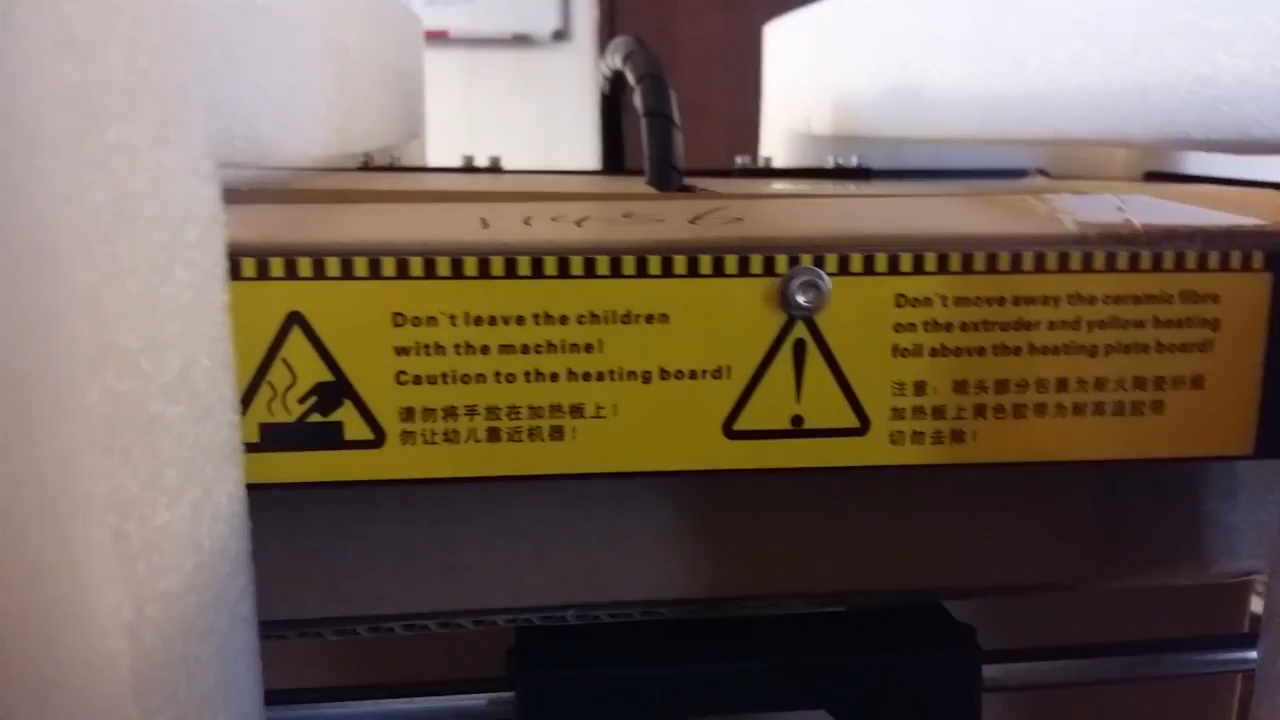 11456
Don`t leave the children
with the machine!
Caution to the heating board!
请勿将手放在加热板上！
勿让幼儿靠近机器！
Don`t move away the ceramic fibre
on the extruder and yellow heating
foil above the heating plate board!
注意：喷头部分包裹为耐火陶瓷纤维
加热板上黄色胶带为耐高温胶带
切勿去除！